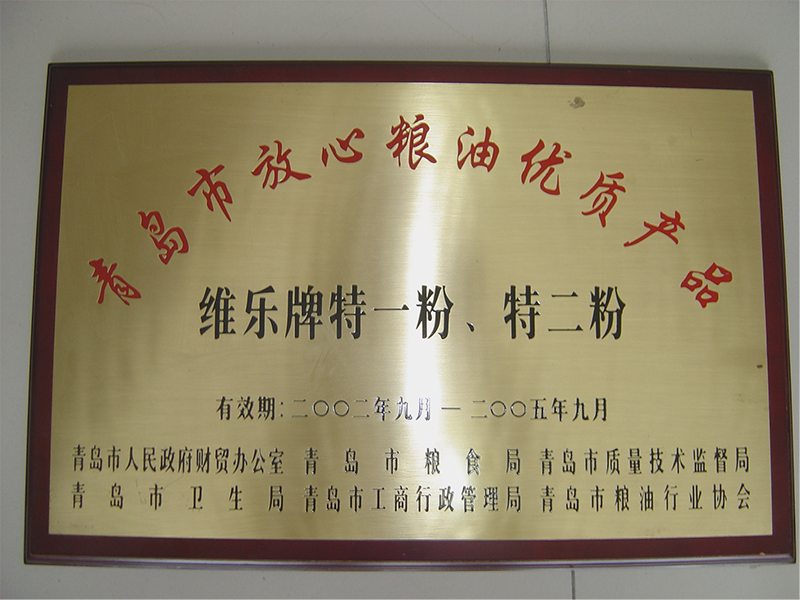 青岛市放心粮油优质产品
维乐牌特一粉、特二粉
有效期:二〇〇二年九月—二〇〇五年九月
青岛市人民政府财贸办公室 青岛市粮食局 青岛市质量技术监督局
青岛市卫生局 青岛市工商行政管理局 青岛市粮油行业协会